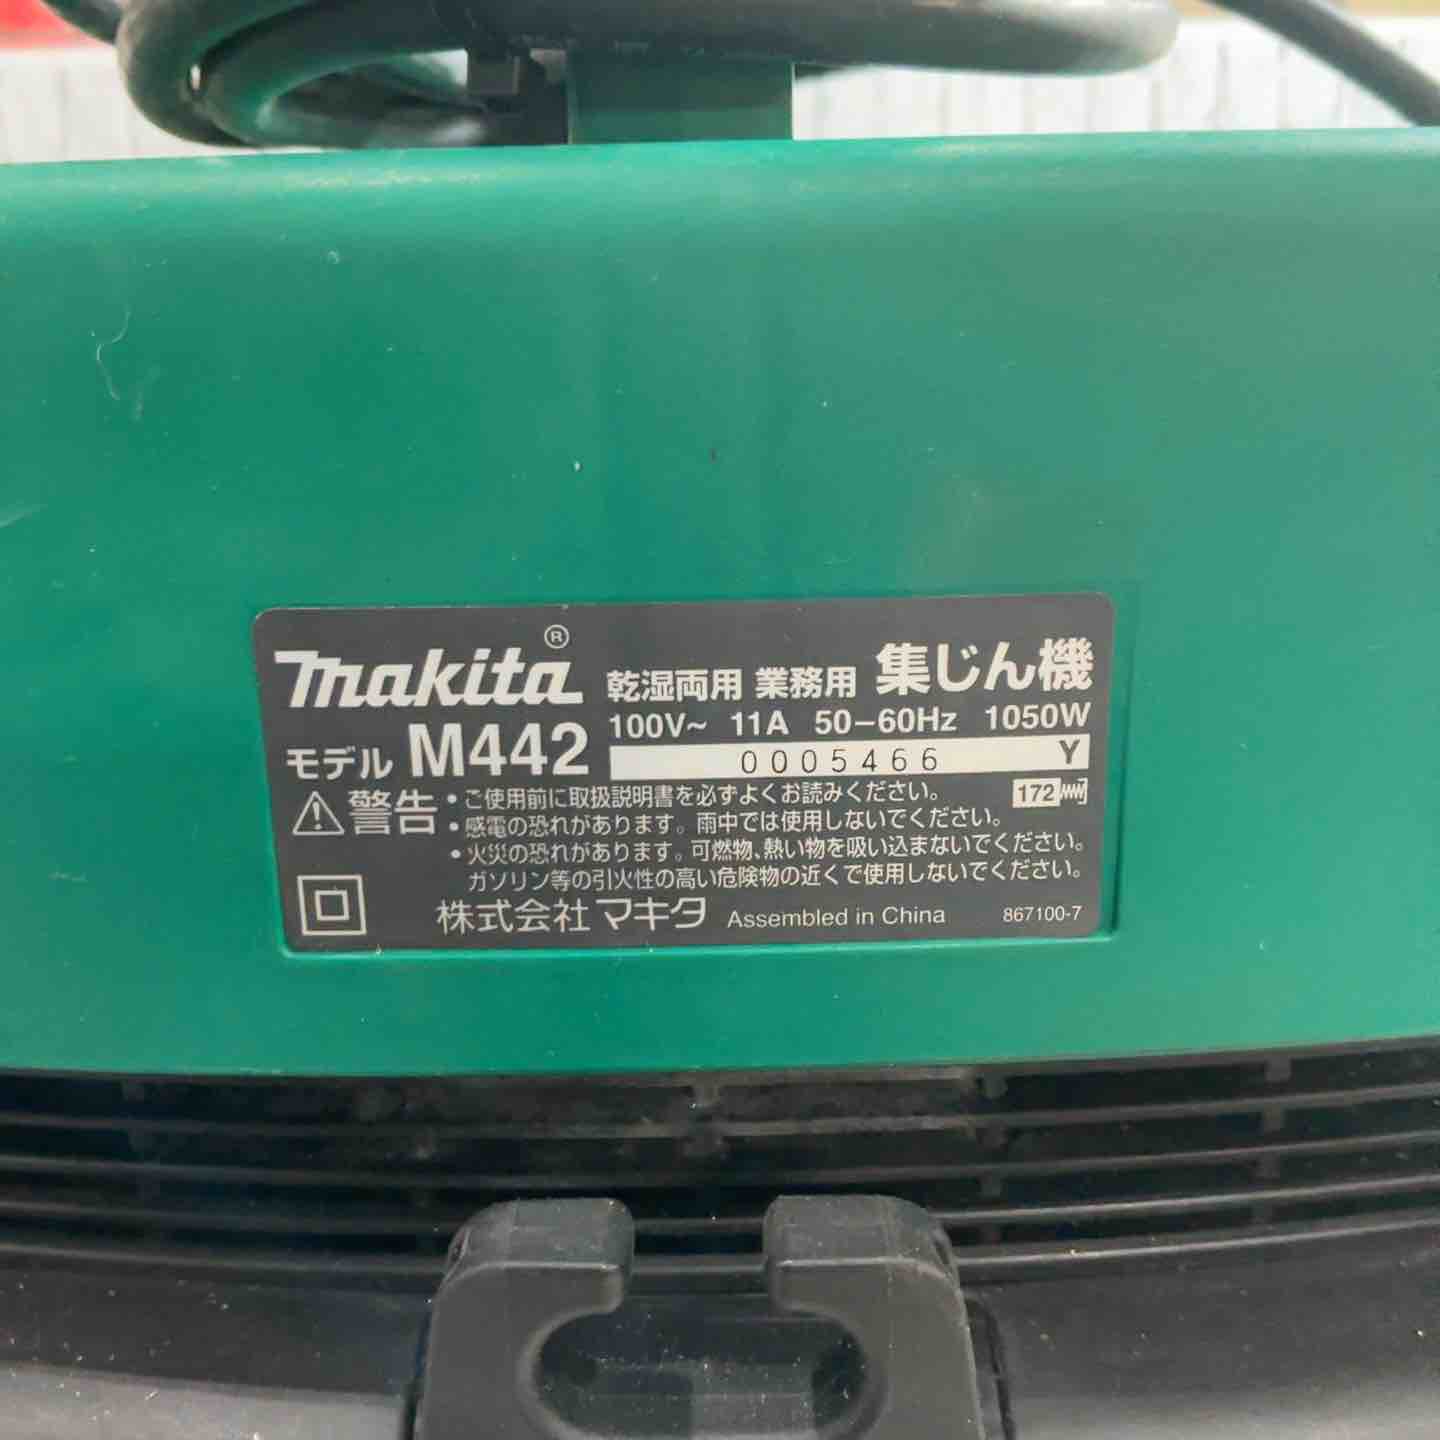 makita®
乾湿両用 業務用 集じん機
モデル M442
100V~ 11A 50-60Hz 1050W
0005466 Y
⚠警告
・ご使用前に取扱説明書を必ずよくお読みください。
172
・感電の恐れがあります。雨中では使用しないでください。
・火災の恐れがあります。可燃物、熱い物を吸い込まないでください。
ガソリン等の引火性の高い危険物の近くで使用しないでください。
株式会社マキタ Assembled in China 867100-7